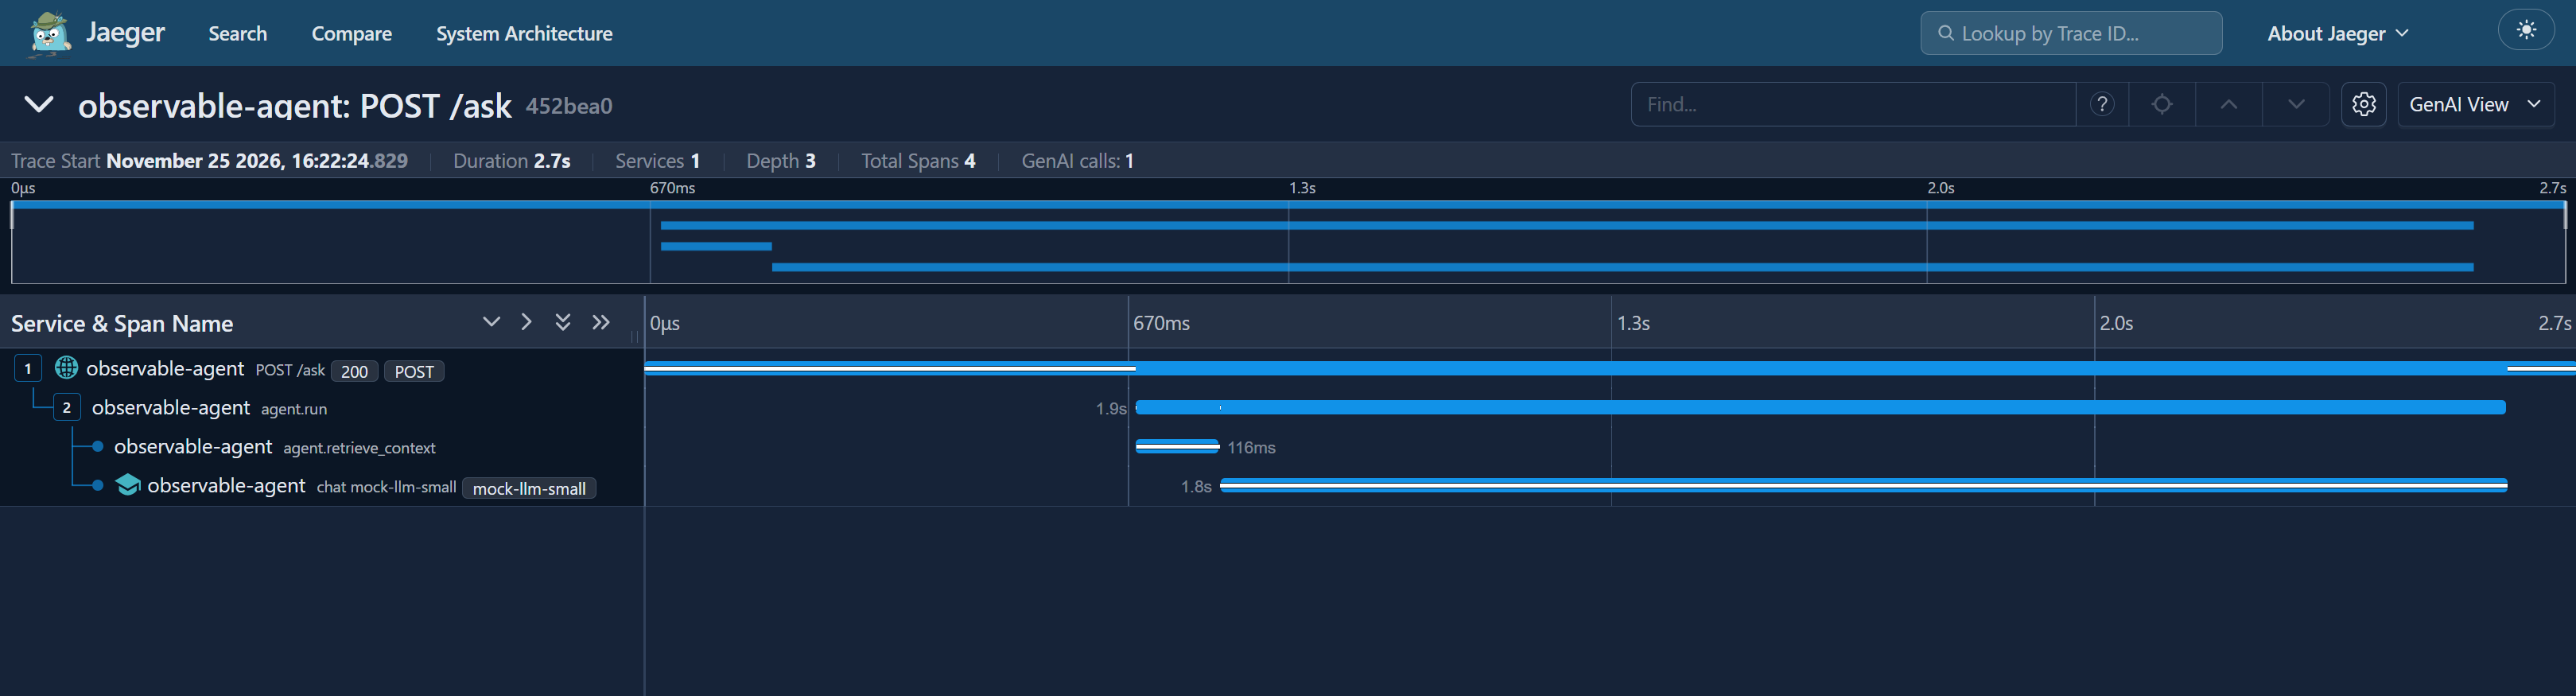 Jaeger Search Compare System Architecture Lookup by Trace ID... About Jaeger
observable-agent: POST /ask 452bea0 Find... ? GenAI View
Trace Start November 25 2026, 16:22:24.829 Duration 2.7s Services 1 Depth 3 Total Spans 4 GenAI calls: 1
0μs 670ms 1.3s 2.0s 2.7s
Service & Span Name 0μs 670ms 1.3s 2.0s 2.7s
1 observable-agent POST /ask 200 POST
2 observable-agent agent.run 1.9s
observable-agent agent.retrieve_context 116ms
observable-agent chat mock-llm-small mock-llm-small 1.8s